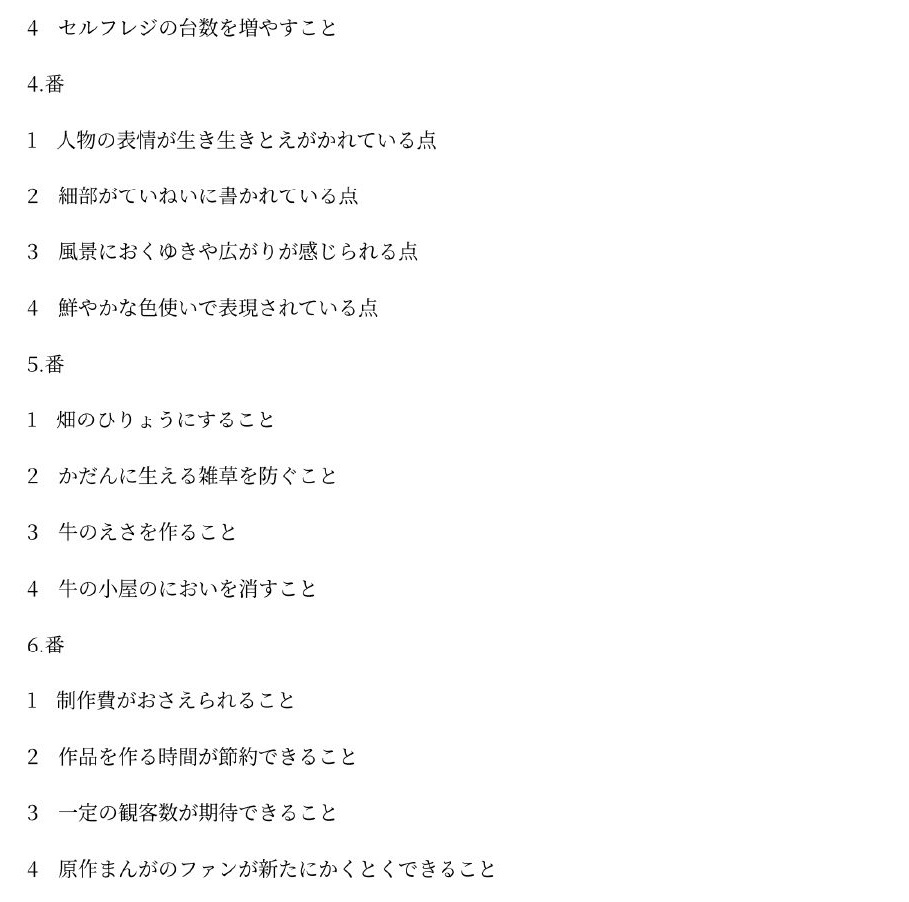 4　セルフレジの台数を増やすこと
4.番
1　人物の表情が生き生きとえがかれている点
2　細部がていねいに書かれている点
3　風景におくゆきや広がりが感じられる点
4　鮮やかな色使いで表現されている点
5.番
1　畑のひりょうにすること
2　かだんに生える雑草を防ぐこと
3　牛のえさを作ること
4　牛の小屋のにおいを消すこと
6.番
1　制作費がおさえられること
2　作品を作る時間が節約できること
3　一定の観客数が期待できること
4　原作まんがのファンが新たにかくとくできること